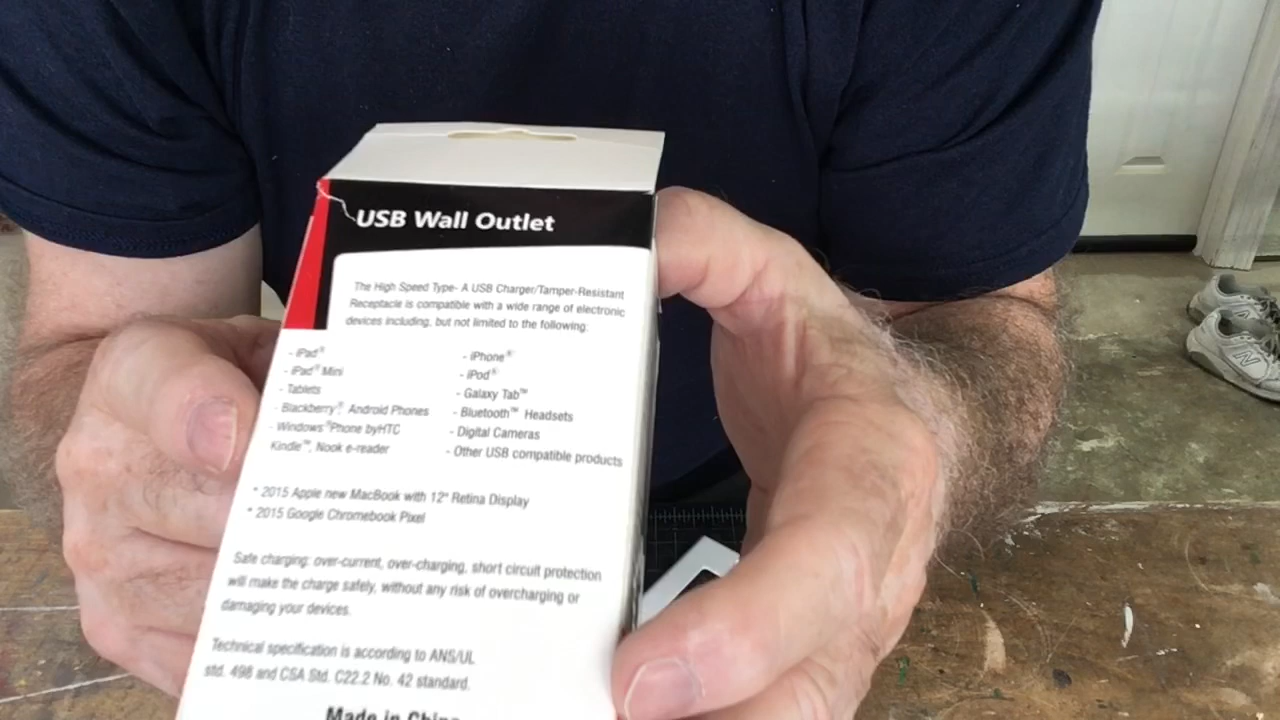 USB Wall Outlet
The High Speed Type- A USB Charger/Tamper-Resistant
Receptacle is compatible with a wide range of electronic
devices including, but not limited to the following:
- iPad®
- iPad® Mini
- Tablets
- Blackberry® Android Phones
- Windows®Phone byHTC
Kindle™, Nook e-reader
- iPhone®
- iPod®
- Galaxy Tab™
- Bluetooth™ Headsets
- Digital Cameras
- Other USB compatible products
* 2015 Apple new MacBook with 12" Retina Display
* 2015 Google Chromebook Pixel
Safe charging: over-current, over-charging, short circuit protection
will make the charge safely, without any risk of overcharging or
damaging your devices.
Technical specification is according to ANS/UL
std. 498 and CSA Std. C22.2 No. 42 standard.
Made in China
N